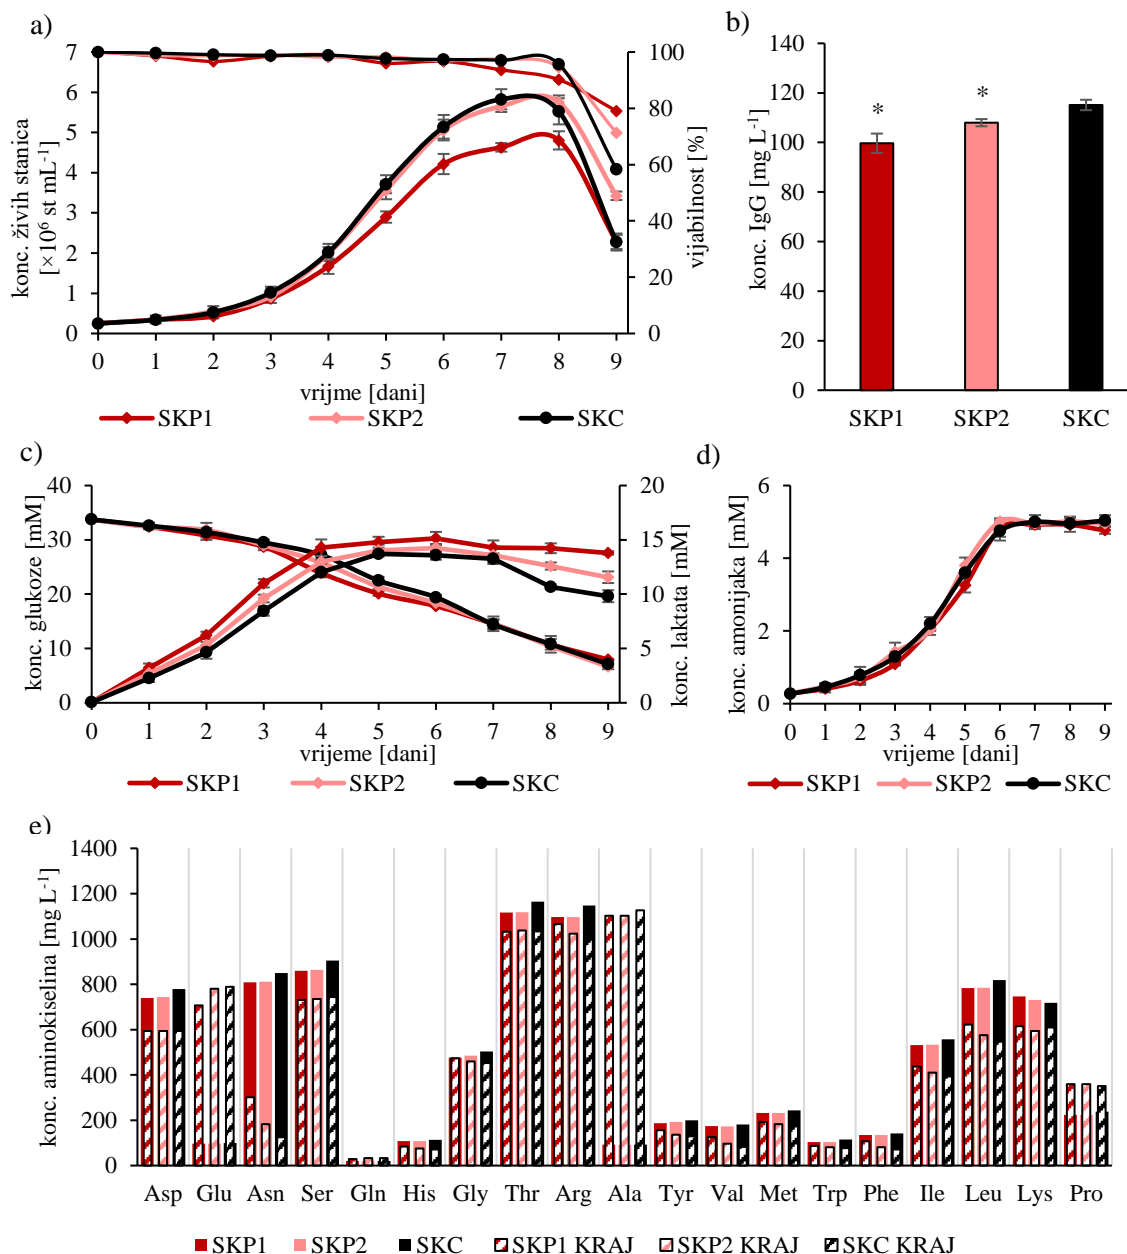 a)
konc. živih stanica
[×10⁶ st mL⁻¹]
7
6
5
4
3
2
1
0
100
80
60
40
20
0
vijabilnost [%]
0 1 2 3 4 5 6 7 8 9
vrijme [dani]
SKP1 SKP2 SKC
b)
konc. IgG [mg L⁻¹]
140
120
100
80
60
40
20
0
* *
SKP1 SKP2 SKC
c)
konc. glukoze [mM]
40
30
20
10
0
20
15
10
5
0
konc. laktata [mM]
0 1 2 3 4 5 6 7 8 9
vrijeme [dani]
SKP1 SKP2 SKC
d)
konc. amonijaka [mM]
6
4
2
0
0 1 2 3 4 5 6 7 8 9
vrijeme [dani]
SKP1 SKP2 SKC
e)
konc. aminokiselina [mg L⁻¹]
1400
1200
1000
800
600
400
200
0
Asp Glu Asn Ser Gln His Gly Thr Arg Ala Tyr Val Met Trp Phe Ile Leu Lys Pro
SKP1 SKP2 SKC SKP1 KRAJ SKP2 KRAJ SKC KRAJ